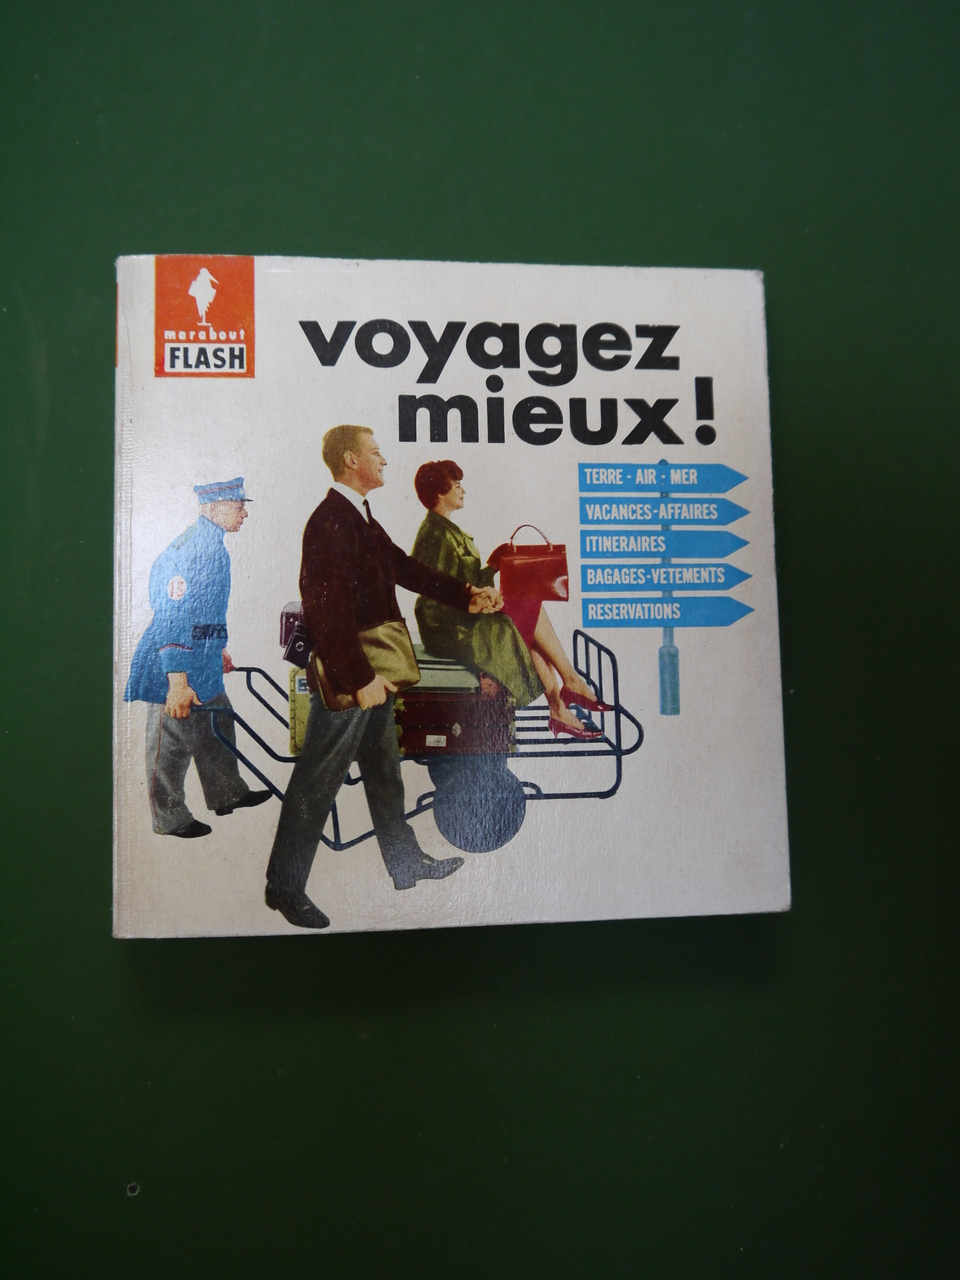 marabout
FLASH
voyagez
mieux!
TERRE - AIR - MER
VACANCES-AFFAIRES
ITINERAIRES
BAGAGES-VETEMENTS
RESERVATIONS
13